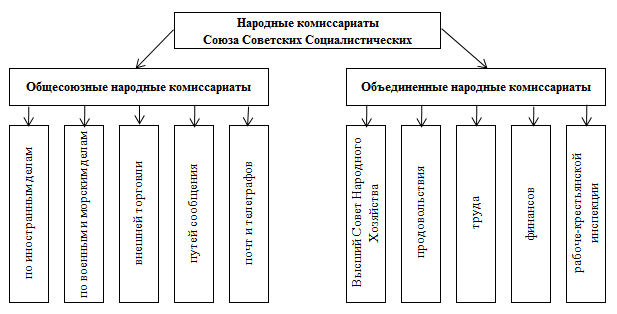 Народные комиссариаты
Союза Советских Социалистических
Общесоюзные народные комиссариаты
Объединенные народные комиссариаты
по иностранным делам
по военным и морским делам
внешней торговли
путей сообщения
почт и телеграфов
Высший Совет Народного
Хозяйства
продовольствия
труда
финансов
рабоче-крестьянской
инспекции